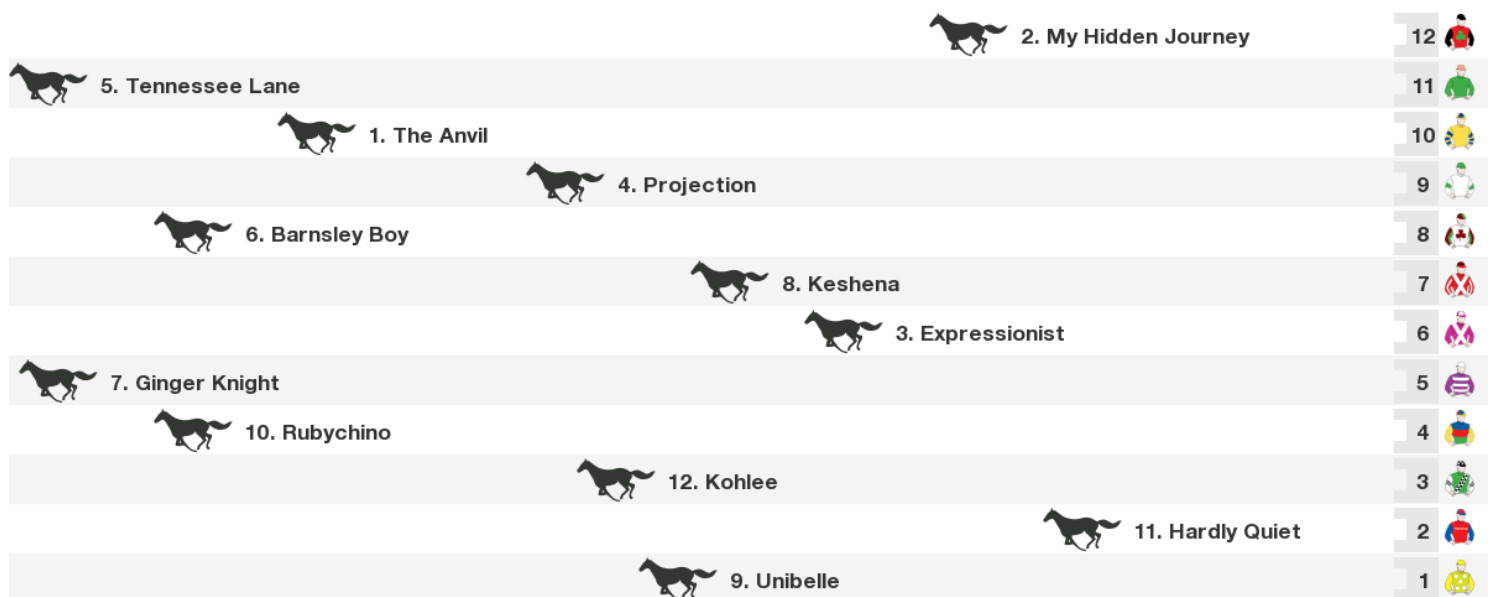 2. My Hidden Journey 12
5. Tennessee Lane 11
1. The Anvil 10
4. Projection 9
6. Barnsley Boy 8
8. Keshena 7
3. Expressionist 6
7. Ginger Knight 5
10. Rubychino 4
12. Kohlee 3
11. Hardly Quiet 2
9. Unibelle 1